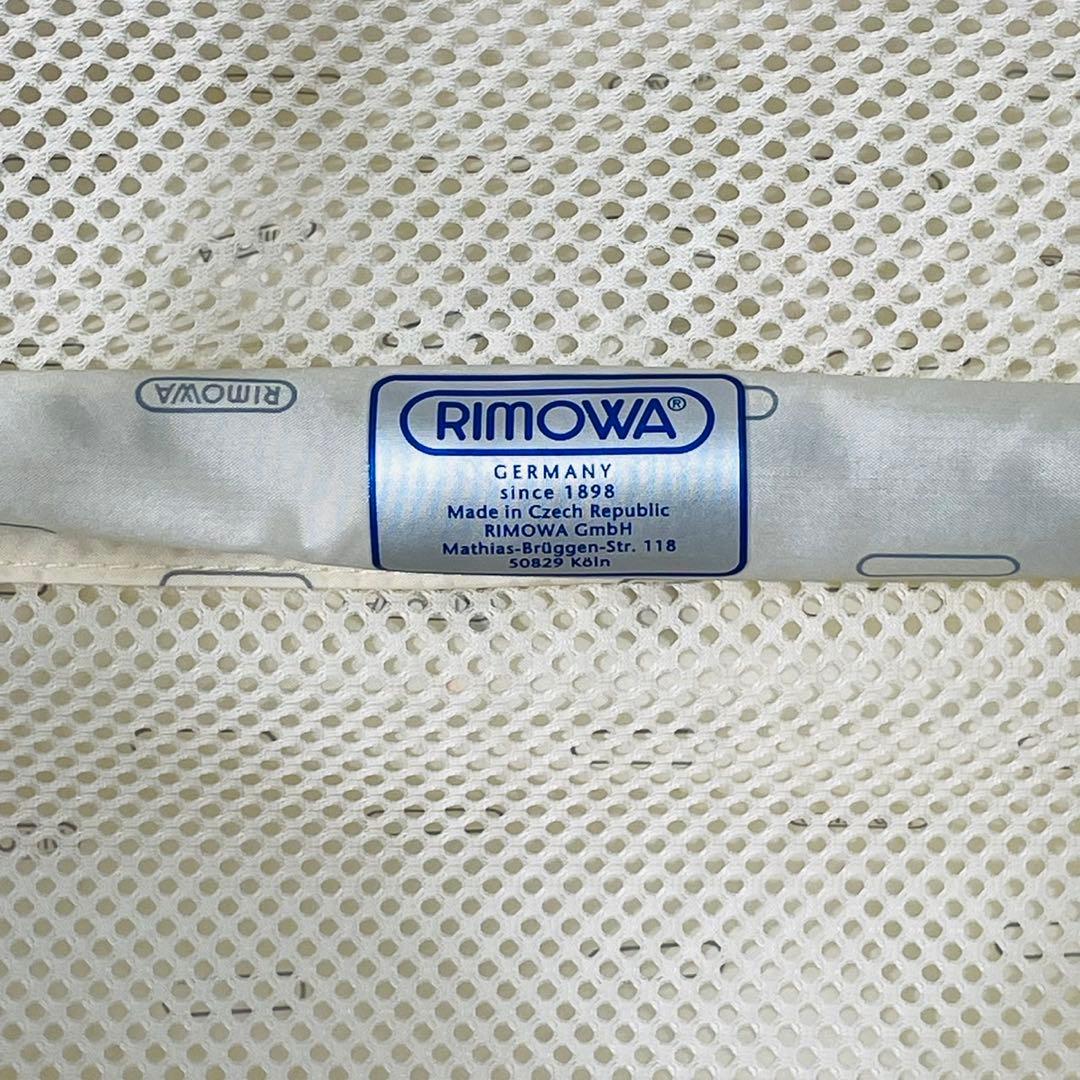 RIMOWA
RIMOWA®
GERMANY
since 1898
Made in Czech Republic
RIMOWA GmbH
Mathias-Brüggen-Str. 118
50829 Köln